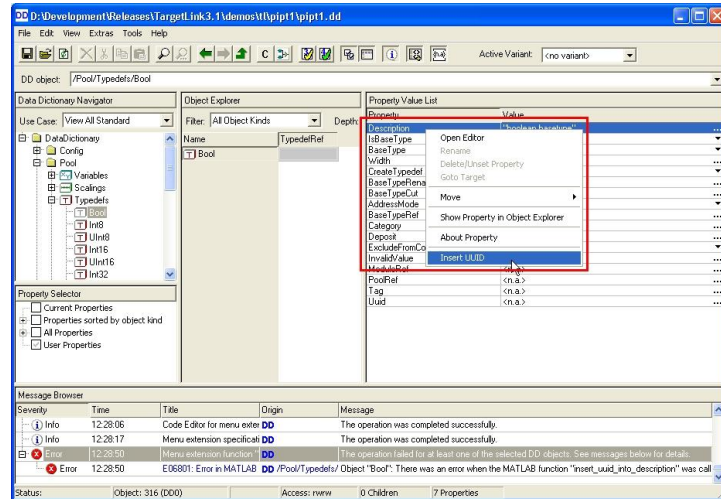 DD D:\Development\Releases\TargetLink3.1\demos\tl\pipt1\pipt1.dd
File Edit View Extras Tools Help
Active Variant: <no variant>
DD object: /Pool/Typedefs/Bool
Data Dictionary Navigator
Object Explorer
Property Value List
Use Case: View All Standard
Filter: All Object Kinds
Depth:
Property Value
Name TypedefRef
Description "boolean basetype"
DataDictionary
Config
Pool
Variables
Scalings
Typedefs
Bool
Int8
UInt8
Int16
UInt16
Int32
Bool
IsBaseType
BaseType
Width
CreateTypedef
BaseTypeRena
BaseTypeCut
AddressMode
BaseTypeRef
Category
Deposit
ExcludeFromCo
InvalidValue
ModuleRef <n.a.>
PoolRef <n.a.>
Tag <n.a.>
Uuid <n.a.>
Open Editor
Rename
Delete/Unset Property
Goto Target
Move
Show Property in Object Explorer
About Property
Insert UUID
Property Selector
Current Properties
Properties sorted by object kind
All Properties
User Properties
Message Browser
Severity Time Title Origin Message
Info 12:28:06 Code Editor for menu exter DD The operation was completed successfully.
Info 12:28:17 Menu extension specificati DD The operation was completed successfully.
Error 12:28:50 Menu extension function " DD The operation failed for at least one of the selected DD objects. See messages below for details.
Error 12:28:50 E06801: Error in MATLAB DD /Pool/Typedefs/ Object "Bool": There was an error when the MATLAB function "insert_uuid_into_description" was call
Status: Object: 316 (DD0) Access: rwrw 0 Children 7 Properties